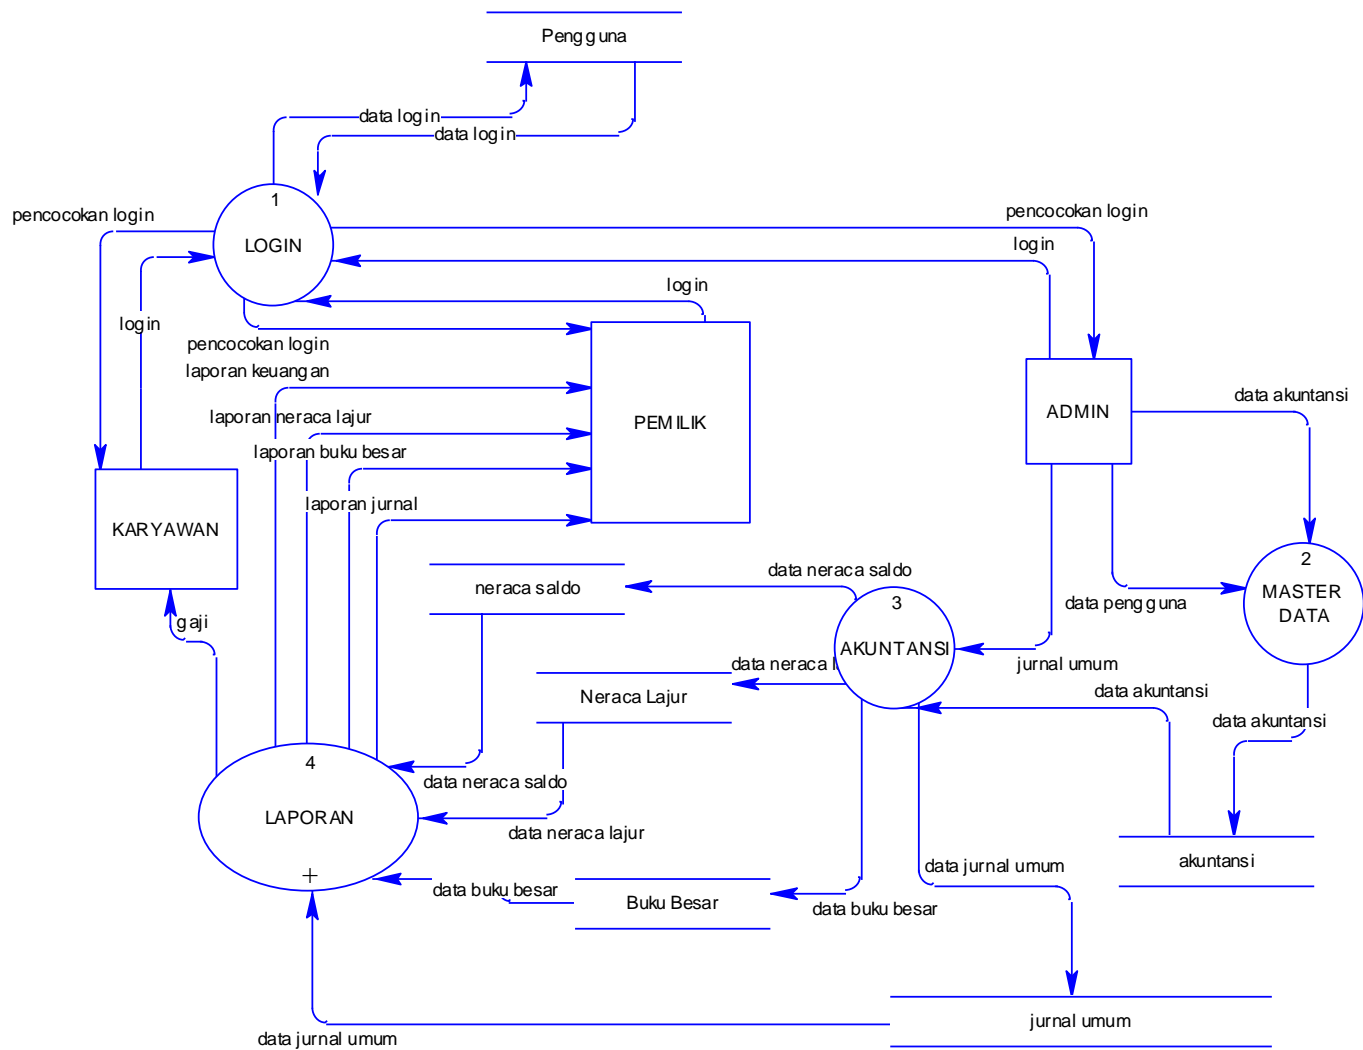 Pengguna
data login
data login
1
LOGIN
pencocokan login
pencocokan login
login
login
login
pencocokan login
laporan keuangan
laporan neraca lajur
laporan buku besar
laporan jurnal
PEMILIK
ADMIN
data akuntansi
KARYAWAN
gaji
neraca saldo
data neraca saldo
3
AKUNTANSI
2
MASTER
DATA
data pengguna
jurnal umum
data neraca l
Neraca Lajur
data akuntansi
data akuntansi
4
LAPORAN
+
data neraca saldo
data neraca lajur
data buku besar
Buku Besar
data buku besar
data jurnal umum
akuntansi
jurnal umum
data jurnal umum